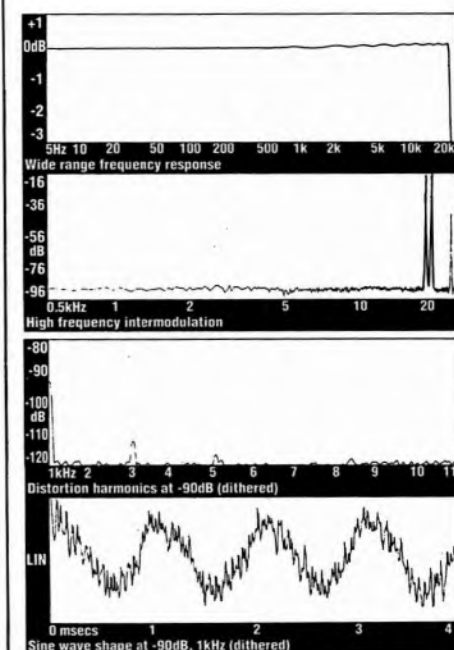 +1
0dB
-1
-2
-3
5Hz 10 20 50 100 200 500 1k 2k 5k 10k 20k
Wide range frequency response
-16
-36
-56
dB
-76
-96
0.5kHz 1 2 5 10 20
High frequency intermodulation
-80
-90
-100
dB
-110
-120
1kHz 2 3 4 5 6 7 8 9 10 11
Distortion harmonics at -90dB (dithered)
LIN
0 msecs 1 2 3 4
Sine wave shape at -90dB, 1kHz (dithered)